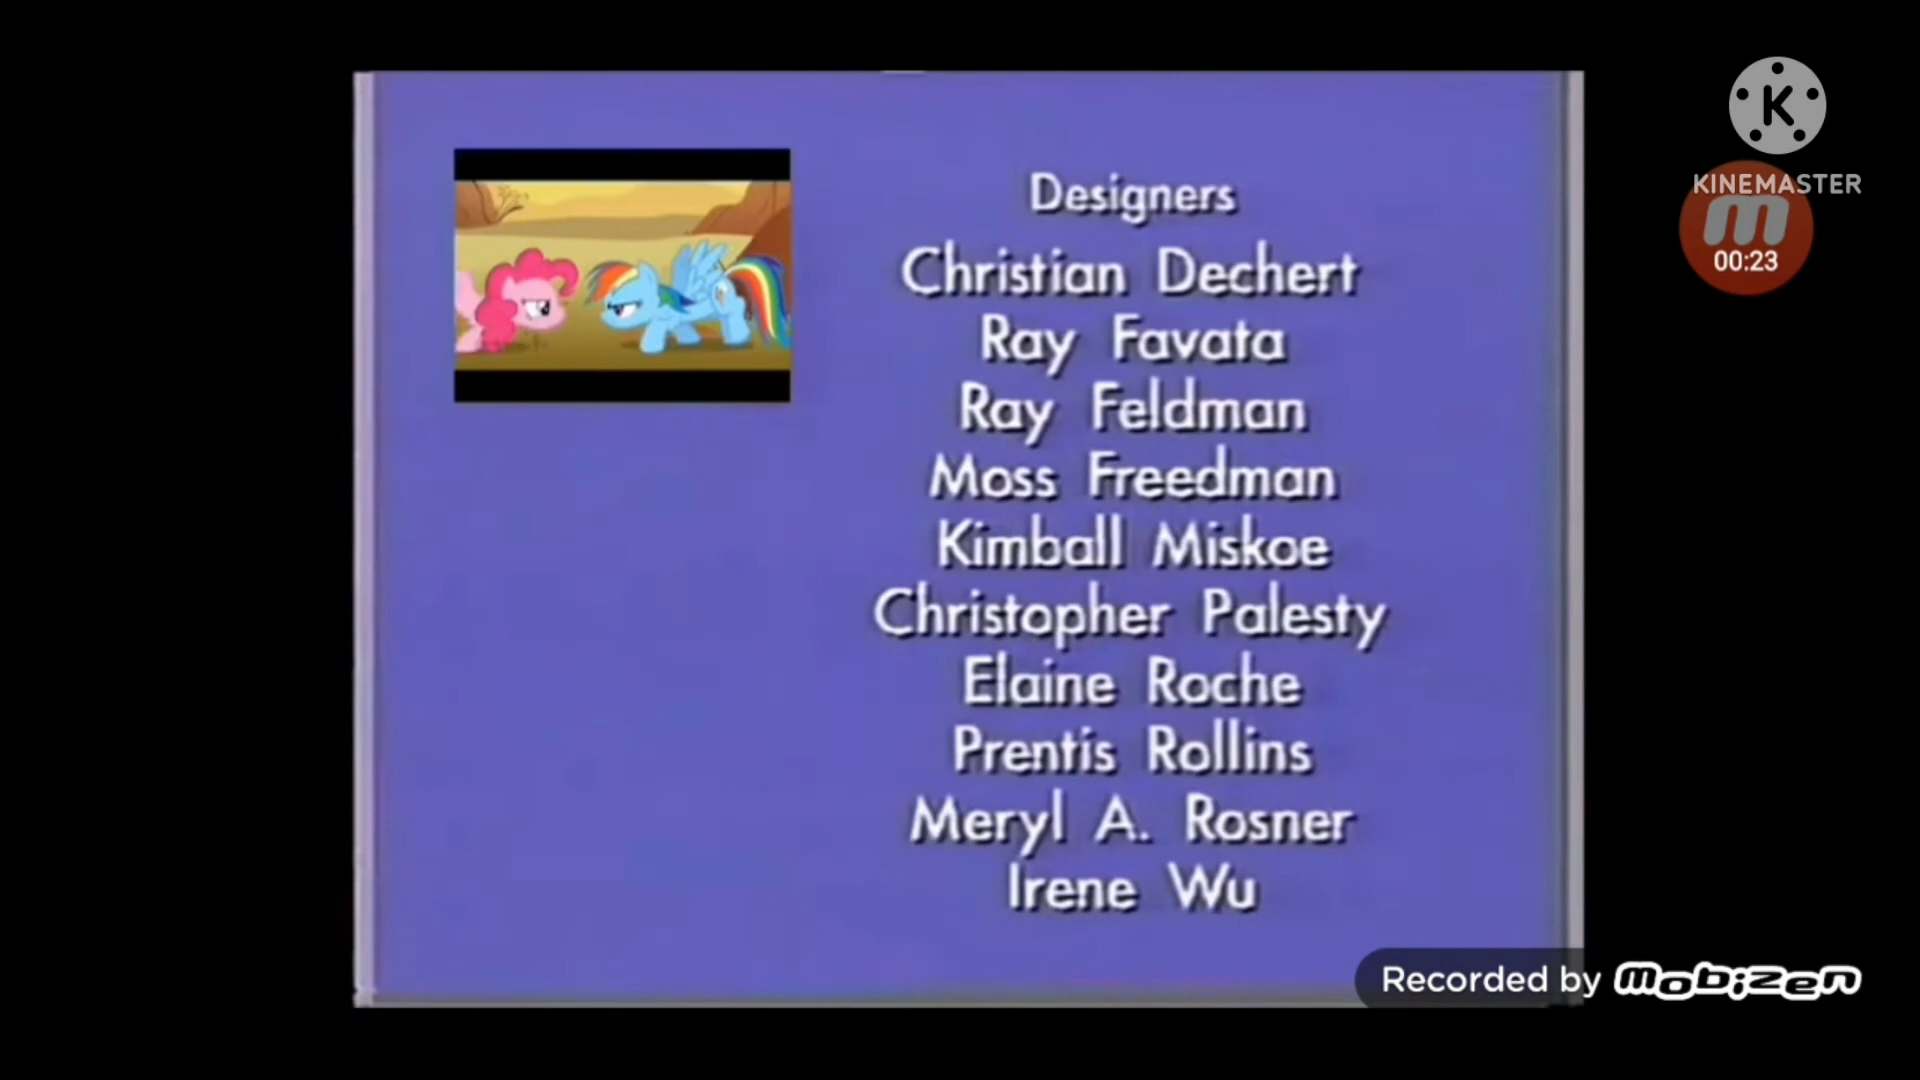 Designers
Christian Dechert
Ray Favata
Ray Feldman
Moss Freedman
Kimball Miskoe
Christopher Palesty
Elaine Roche
Prentis Rollins
Meryl A. Rosner
Irene Wu
K
KINEMASTER
m
00:23
Recorded by mobizen